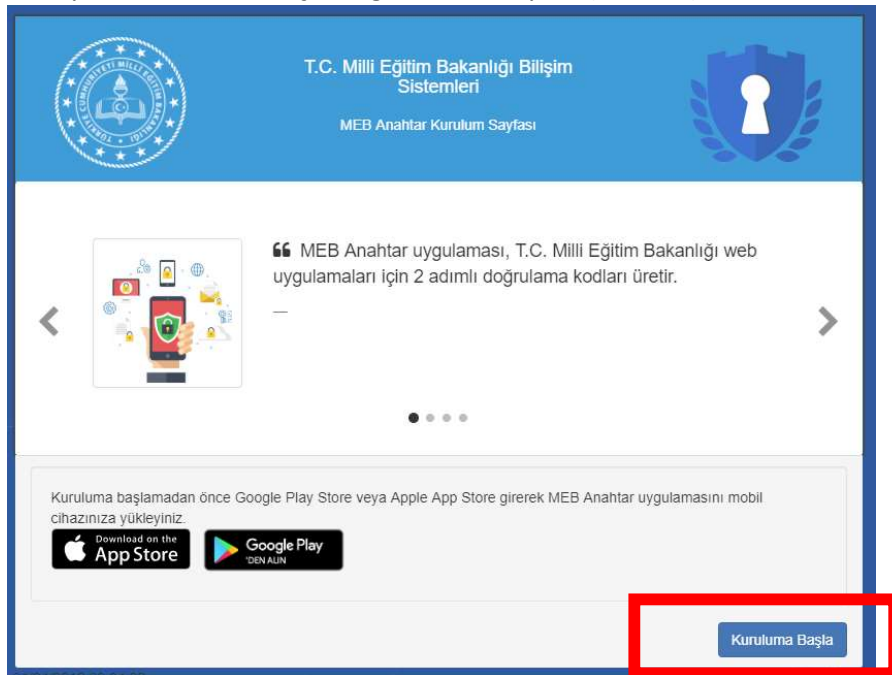 T.C. Milli Eğitim Bakanlığı Bilişim
Sistemleri
MEB Anahtar Kurulum Sayfası
MEB Anahtar uygulaması, T.C. Milli Eğitim Bakanlığı web
uygulamaları için 2 adımlı doğrulama kodları üretir.
—
Kuruluma başlamadan önce Google Play Store veya Apple App Store girerek MEB Anahtar uygulamasını mobil
cihazınıza yükleyiniz.
Download on the
App Store
Google Play
'DEN ALIN
Kuruluma Başla